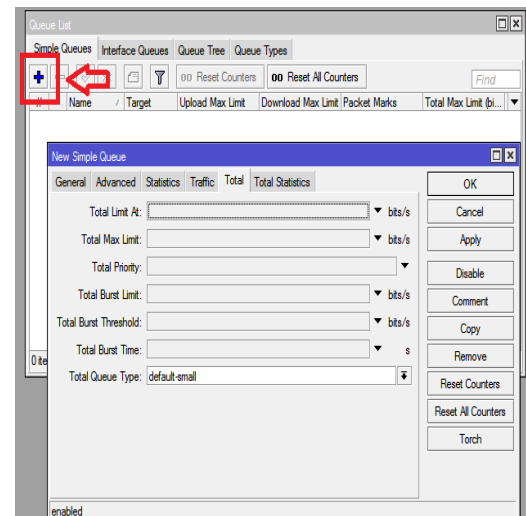 Queue List
Simple Queues Interface Queues Queue Tree Queue Types
00 Reset Counters 00 Reset All Counters Find
# Name Target Upload Max Limit Download Max Limit Packet Marks Total Max Limit (bi...
New Simple Queue
General Advanced Statistics Traffic Total Total Statistics
OK
Total Limit At: bits/s
Cancel
Total Max Limit: bits/s
Apply
Total Priority:
Disable
Total Burst Limit: bits/s
Comment
Total Burst Threshold: bits/s
Copy
Total Burst Time: s
Remove
0 ite
Total Queue Type: default-small
Reset Counters
Reset All Counters
Torch
enabled